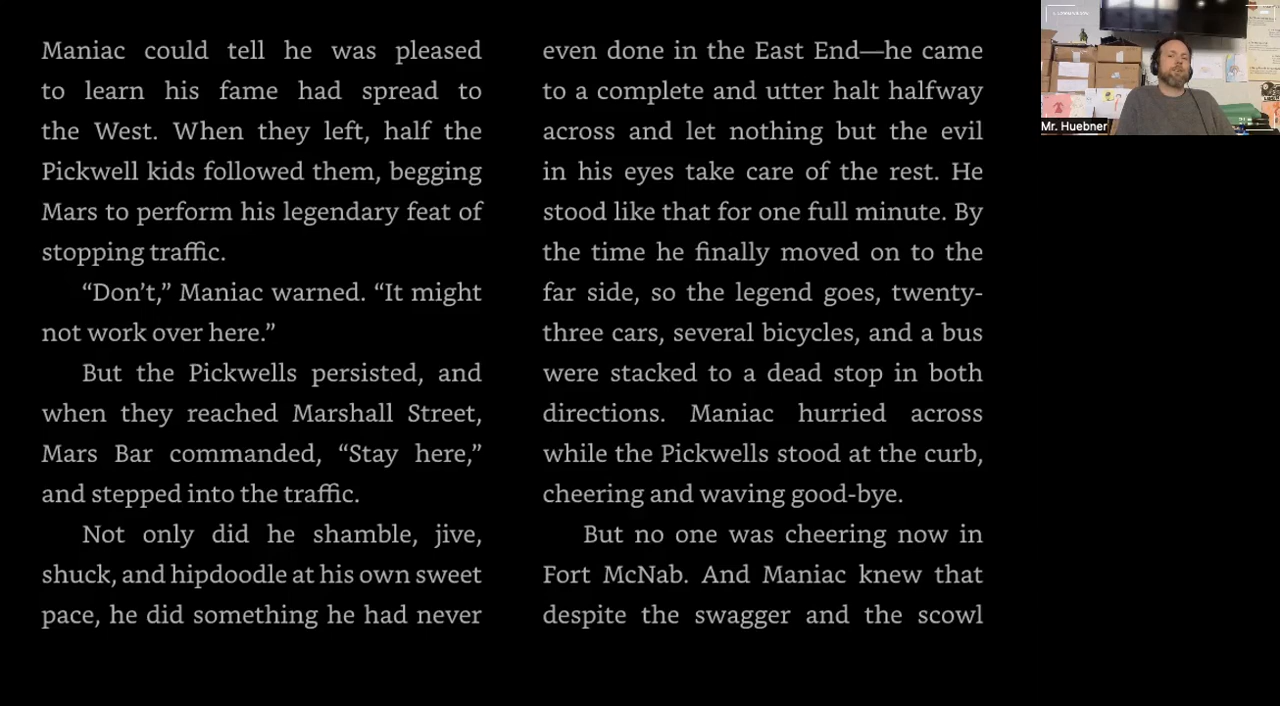 Maniac could tell he was pleased
to learn his fame had spread to
the West. When they left, half the
Pickwell kids followed them, begging
Mars to perform his legendary feat of
stopping traffic.
“Don’t,” Maniac warned. “It might
not work over here.”
But the Pickwells persisted, and
when they reached Marshall Street,
Mars Bar commanded, “Stay here,”
and stepped into the traffic.
Not only did he shamble, jive,
shuck, and hipdoodle at his own sweet
pace, he did something he had never
even done in the East End—he came
to a complete and utter halt halfway
across and let nothing but the evil
in his eyes take care of the rest. He
stood like that for one full minute. By
the time he finally moved on to the
far side, so the legend goes, twenty-
three cars, several bicycles, and a bus
were stacked to a dead stop in both
directions. Maniac hurried across
while the Pickwells stood at the curb,
cheering and waving good-bye.
But no one was cheering now in
Fort McNab. And Maniac knew that
despite the swagger and the scowl
Mr. Huebner